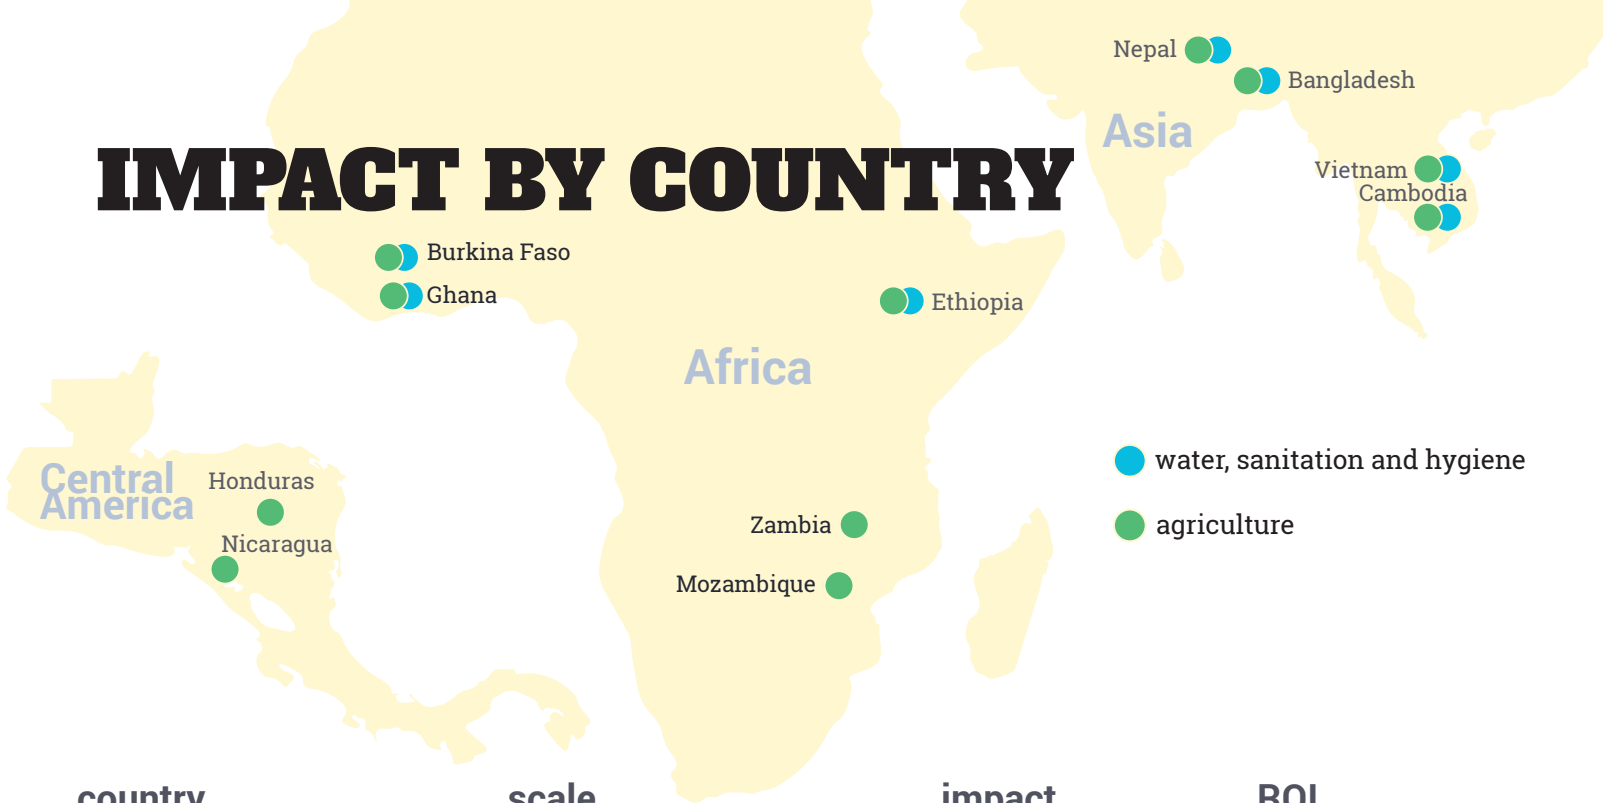 Nepal
Bangladesh
Asia
IMPACT BY COUNTRY
Vietnam
Cambodia
Burkina Faso
Ghana
Ethiopia
Africa
Central
America
Honduras
Nicaragua
water, sanitation and hygiene
agriculture
Zambia
Mozambique
country scale impact ROI